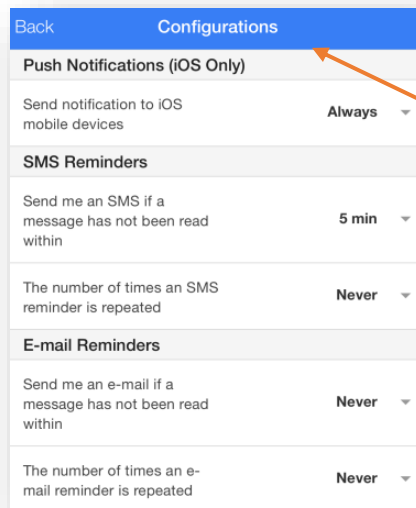 Back Configurations
Push Notifications (iOS Only)
Send notification to iOS
mobile devices
Always
SMS Reminders
Send me an SMS if a
message has not been read
within
5 min
The number of times an SMS
reminder is repeated
Never
E-mail Reminders
Send me an e-mail if a
message has not been read
within
Never
The number of times an e-
mail reminder is repeated
Never